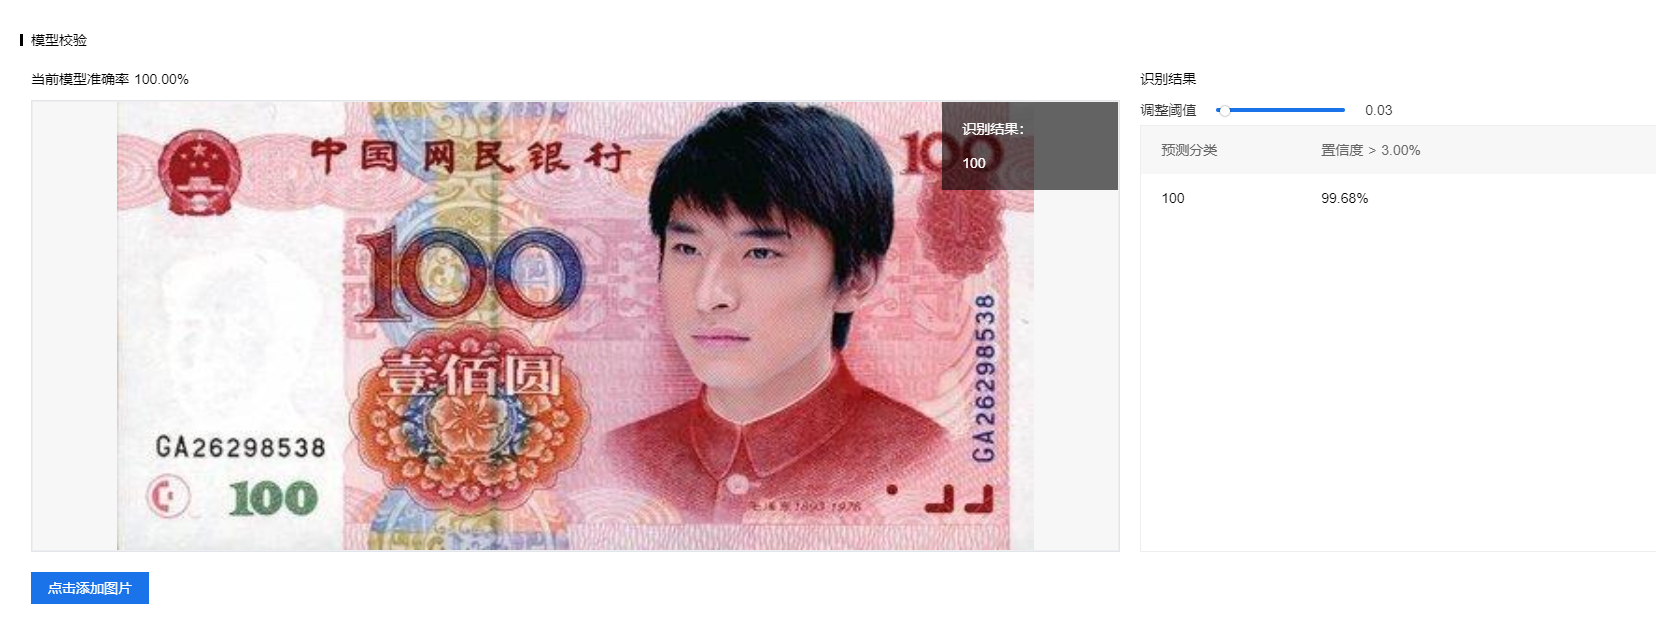 模型校验
当前模型准确率 100.00%
中国网民银行
100
识别结果：
100
100
壹佰圆
GA26298538
GA26298538
100
1893 1976
点击添加图片
识别结果
调整阈值 0.03
预测分类 置信度 > 3.00%
100 99.68%